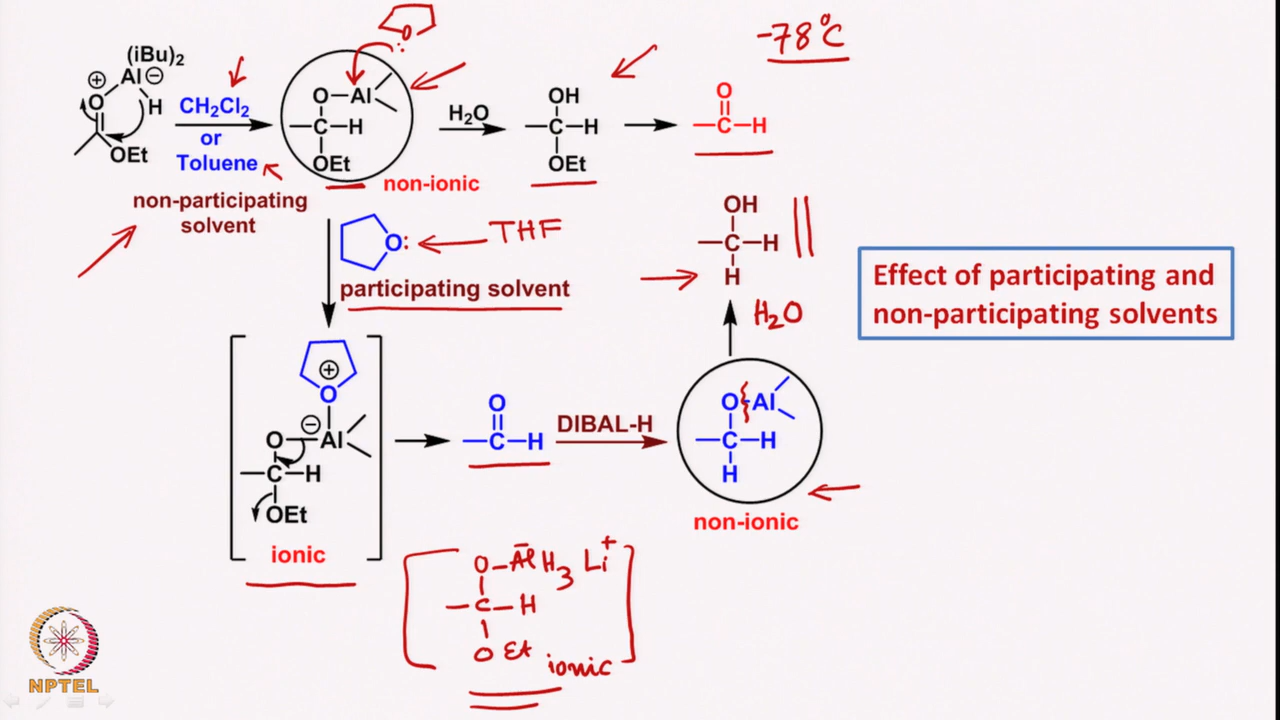 -78°C
(iBu)2
⊕ Al ⊖
O H
OEt
CH2Cl2
or
Toluene
non-participating
solvent
O
O–Al
–C–H
OEt
non-ionic
H2O
OH
–C–H
OEt
O
–C–H
O:
THF
participating solvent
OH
–C–H
H
H2O
Effect of participating and
non-participating solvents
⊕
O
⊖
O–Al
–C–H
OEt
ionic
O
–C–H
DIBAL-H
O Al
–C–H
H
non-ionic
O–AlH3 Li+
–C–H
O Et
ionic
NPTEL